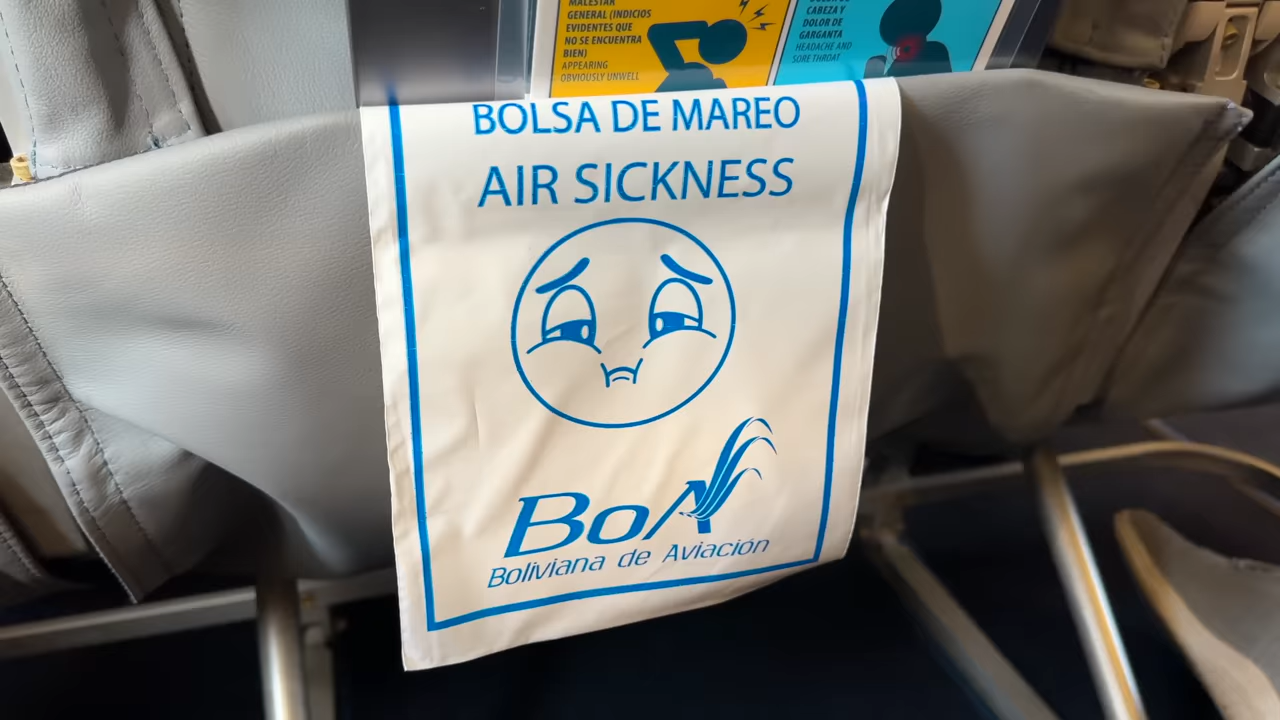 MALESTAR
GENERAL (INDICIOS
EVIDENTES QUE
NO SE ENCUENTRA
BIEN)
APPEARING
OBVIOUSLY UNWELL
CABEZA Y
DOLOR DE
GARGANTA
HEADACHE AND
SORE THROAT
BOLSA DE MAREO
AIR SICKNESS
BoA
Boliviana de Aviación